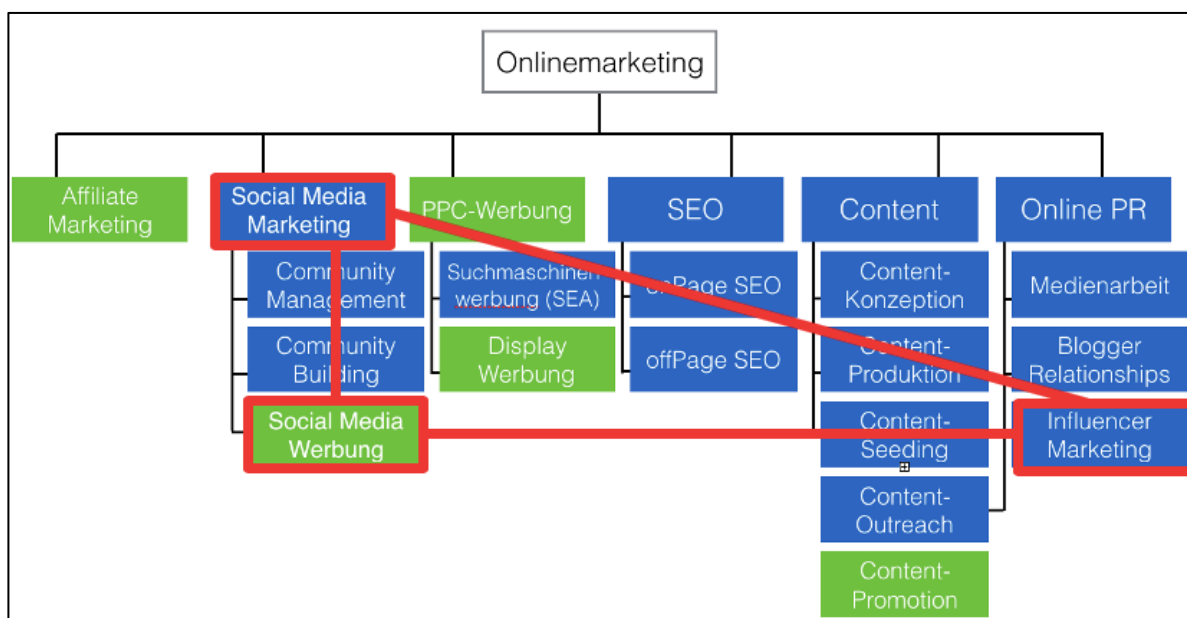 Onlinemarketing
Affiliate
Marketing
Social Media
Marketing
Community
Management
Community
Building
Social Media
Werbung
PPC-Werbung
Suchmaschinen
werbung (SEA)
Display
Werbung
SEO
onPage SEO
offPage SEO
Content
Content-
Konzeption
Content-
Produktion
Content-
Seeding
Content-
Outreach
Content-
Promotion
Online PR
Medienarbeit
Blogger
Relationships
Influencer
Marketing